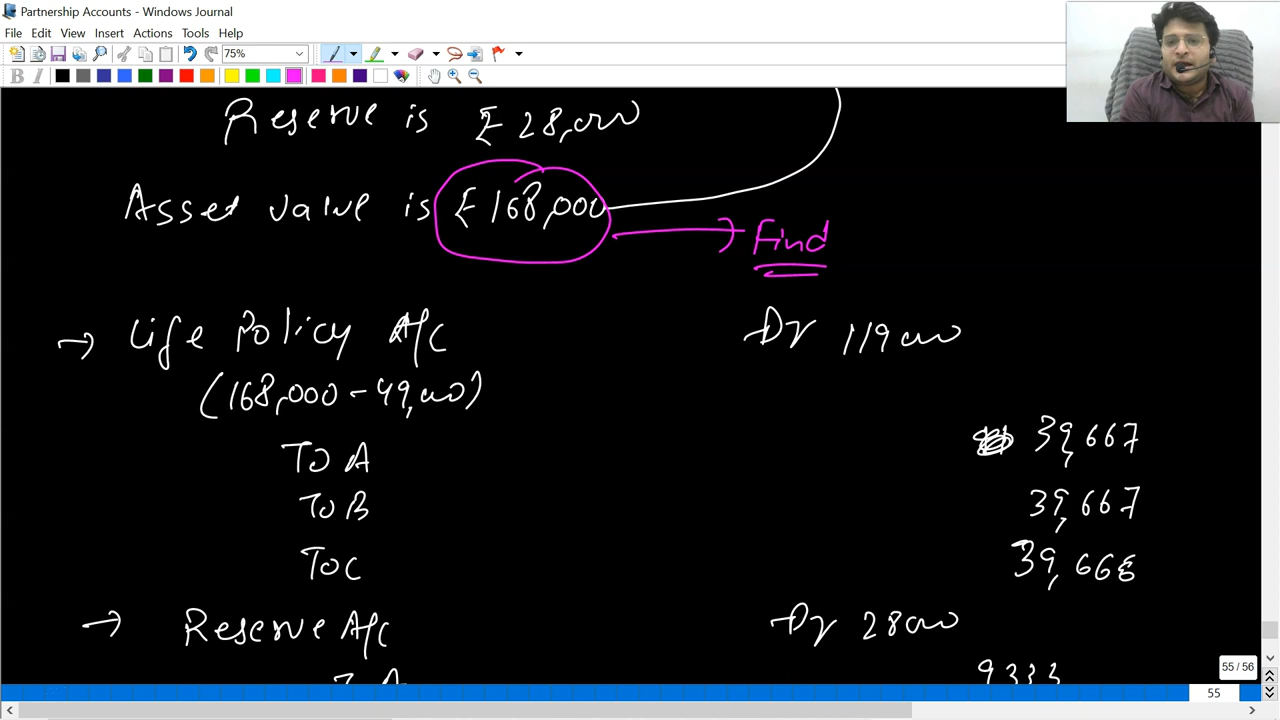 Partnership Accounts - Windows Journal
File Edit View Insert Actions Tools Help
75%
B I
Reserve is ₤ 28,000
Asset value is ₤ 168,000
Find
→ Life Policy A/C Dr 119000
(168,000 - 49,000)
To A 39,667
To B 39,667
To C 39,666
→ Reserve A/C Dr 28000
To A 9333
55 / 56
55